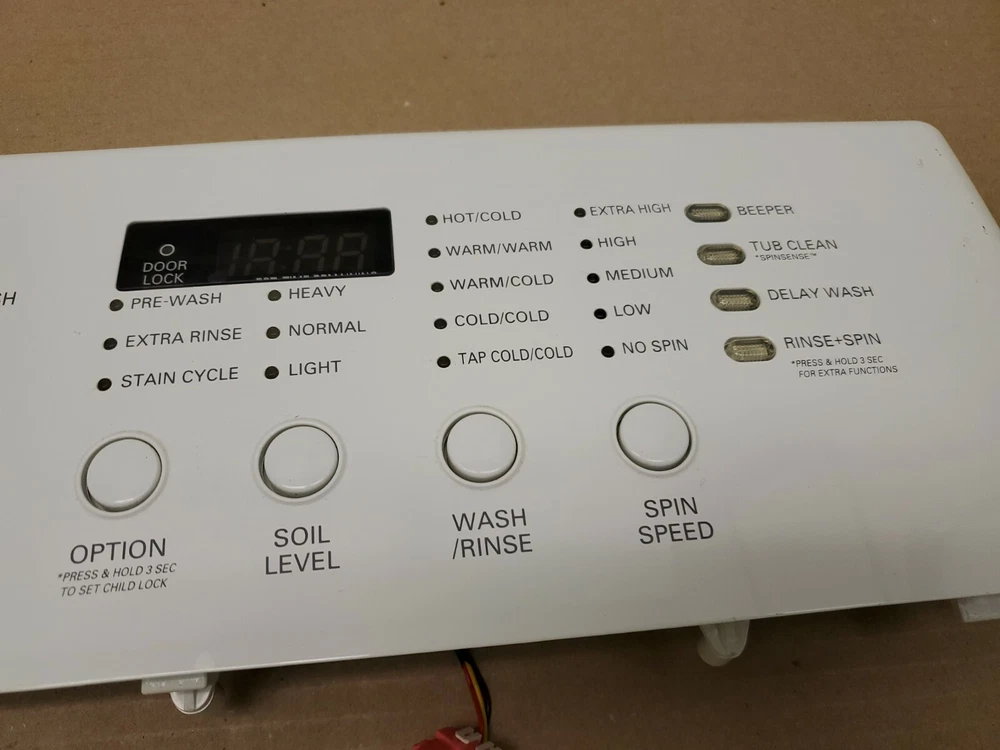 SH
DOOR
LOCK
PRE-WASH
EXTRA RINSE
STAIN CYCLE
HEAVY
NORMAL
LIGHT
HOT/COLD
WARM/WARM
WARM/COLD
COLD/COLD
TAP COLD/COLD
EXTRA HIGH
HIGH
MEDIUM
LOW
NO SPIN
BEEPER
TUB CLEAN
*SPINSENSE™
DELAY WASH
RINSE+SPIN
*PRESS & HOLD 3 SEC
FOR EXTRA FUNCTIONS
OPTION
*PRESS & HOLD 3 SEC
TO SET CHILD LOCK
SOIL
LEVEL
WASH
/RINSE
SPIN
SPEED